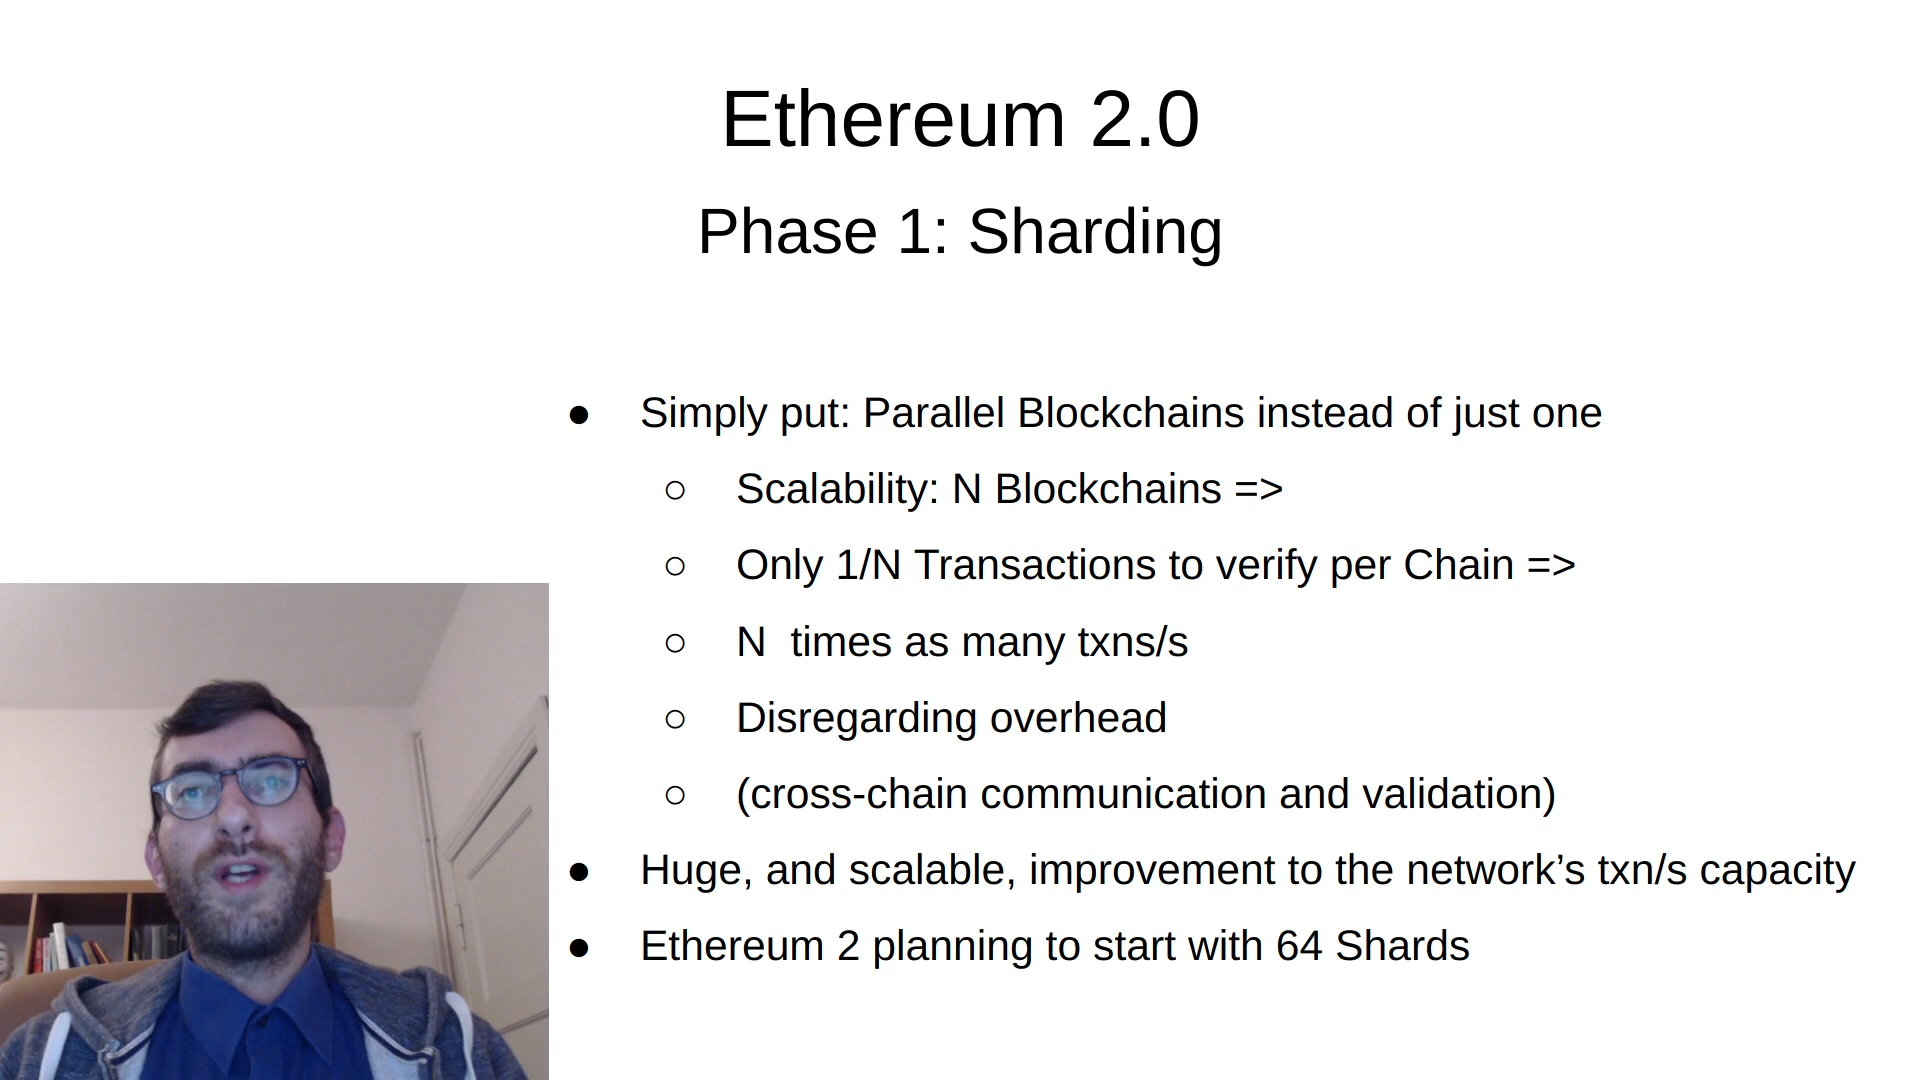 Ethereum 2.0
Phase 1: Sharding
● Simply put: Parallel Blockchains instead of just one
○ Scalability: N Blockchains =>
○ Only 1/N Transactions to verify per Chain =>
○ N  times as many txns/s
○ Disregarding overhead
○ (cross-chain communication and validation)
● Huge, and scalable, improvement to the network’s txn/s capacity
● Ethereum 2 planning to start with 64 Shards